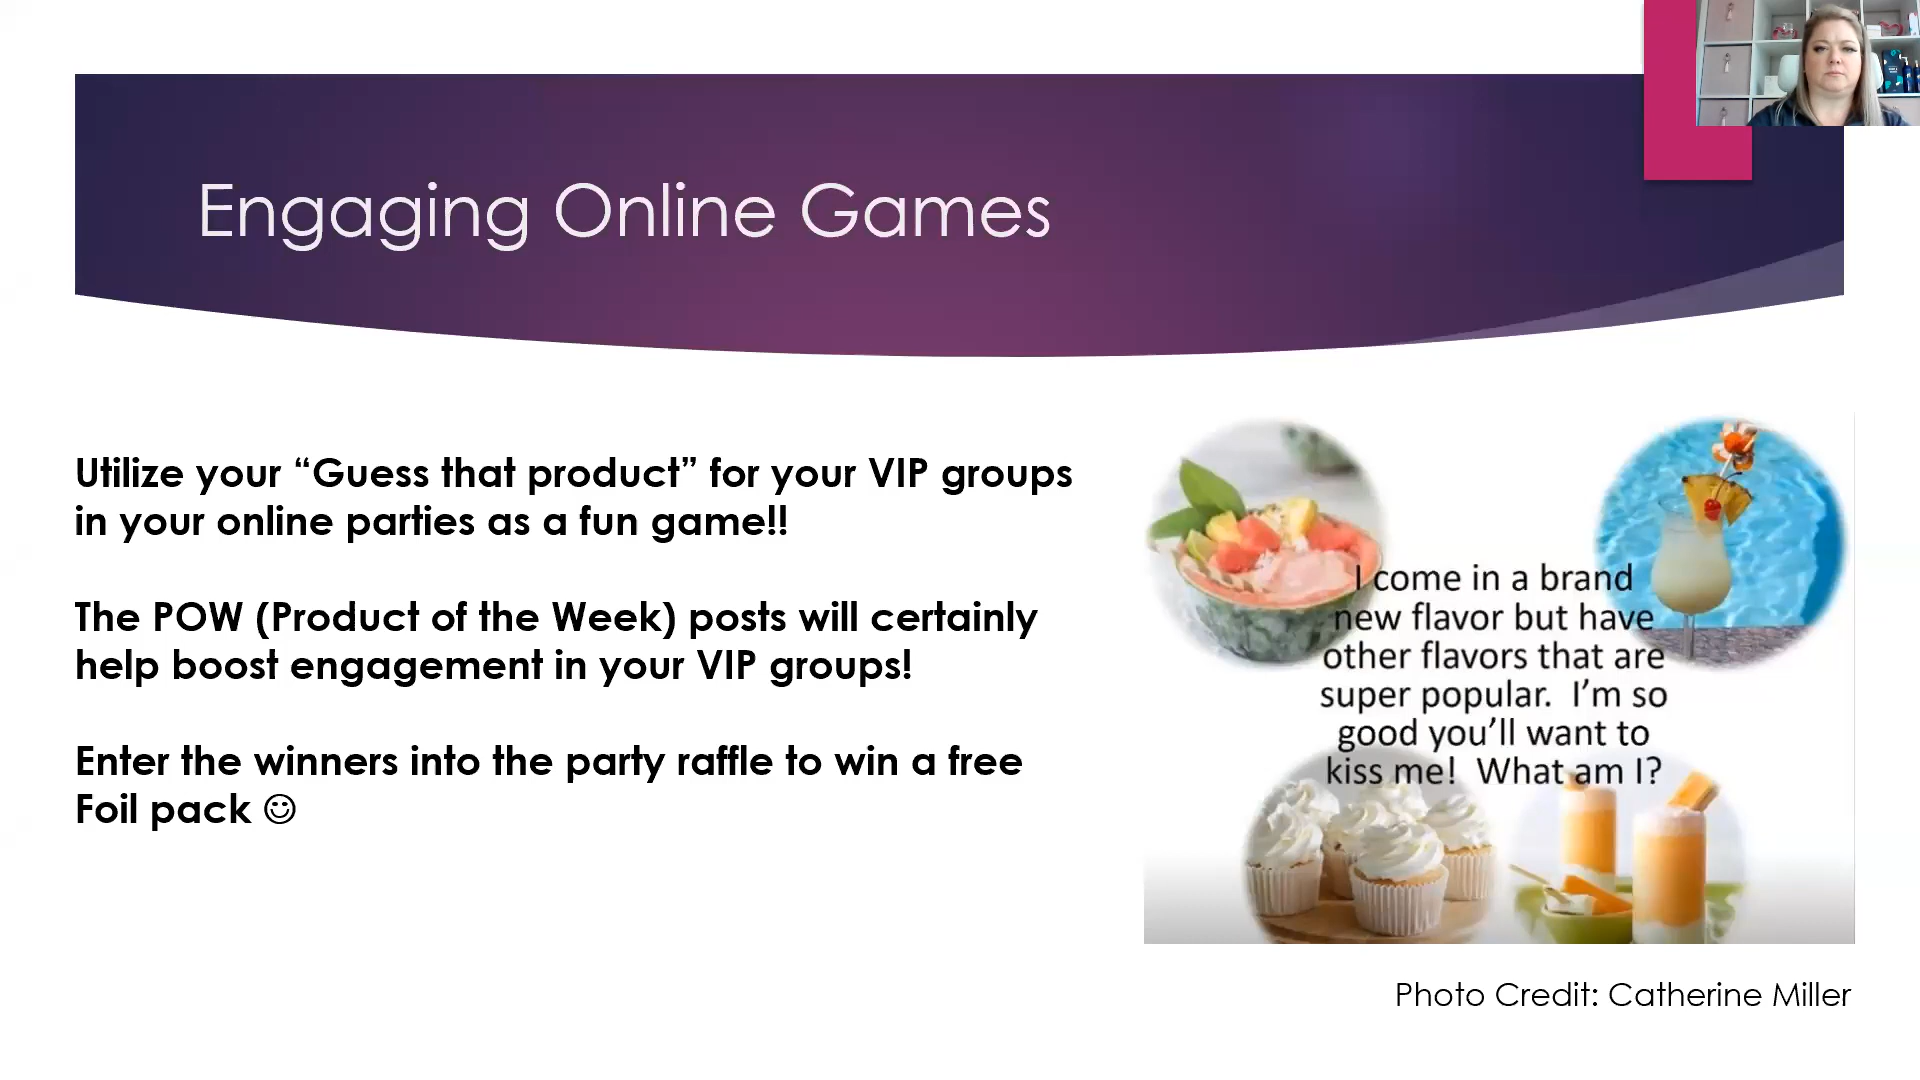 Engaging Online Games
Utilize your “Guess that product” for your VIP groups
in your online parties as a fun game!!
The POW (Product of the Week) posts will certainly
help boost engagement in your VIP groups!
Enter the winners into the party raffle to win a free
Foil pack ☺
I come in a brand
new flavor but have
other flavors that are
super popular.  I’m so
good you’ll want to
kiss me!  What am I?
Photo Credit: Catherine Miller